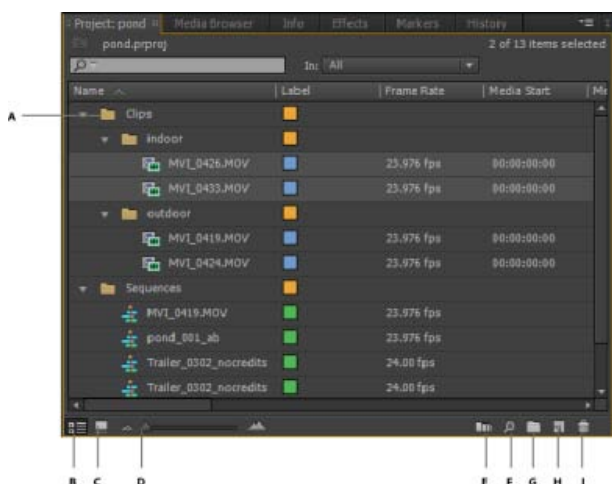 Project: pond Media Browser Info Effects Markers History
pond.prproj 2 of 13 items selected
In: All
Name Label Frame Rate Media Start Me
A
Clips
indoor
MVI_0426.MOV 23.976 fps 00:00:00:00
MVI_0433.MOV 23.976 fps 00:00:00:00
outdoor
MVI_0419.MOV 23.976 fps 00:00:00:00
MVI_0424.MOV 23.976 fps 00:00:00:00
Sequences
MVI_0419.MOV 23.976 fps
pond_001_ab 23.976 fps
Trailer_0302_nocredits 24.00 fps
Trailer_0302_nocredits 24.00 fps
B C D E F G H I